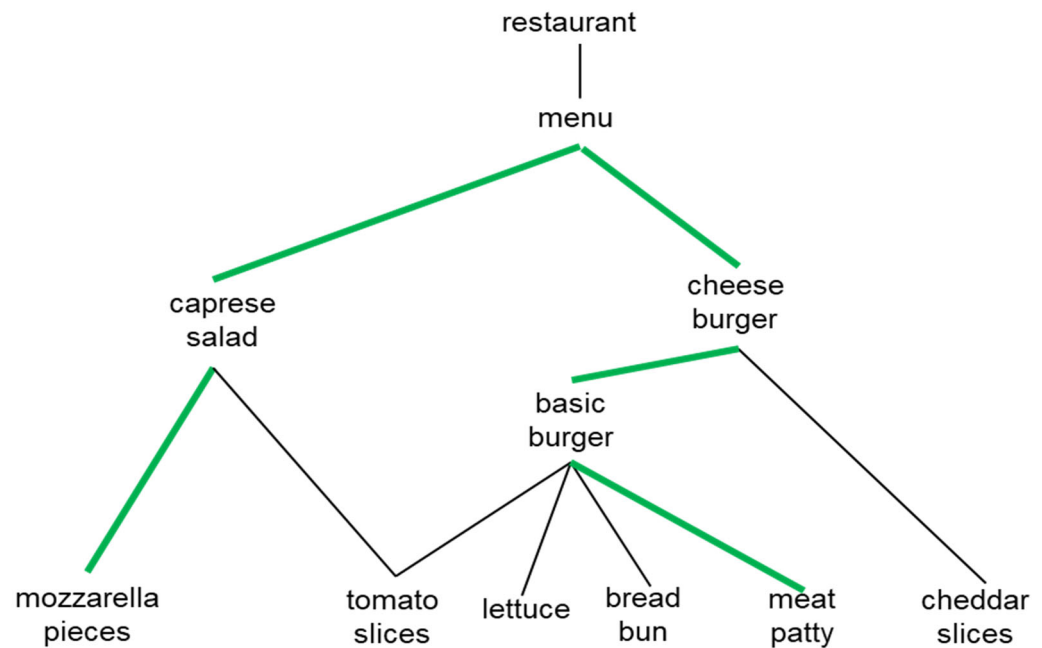 restaurant
menu
caprese
salad
cheese
burger
basic
burger
mozzarella
pieces
tomato
slices
lettuce
bread
bun
meat
patty
cheddar
slices